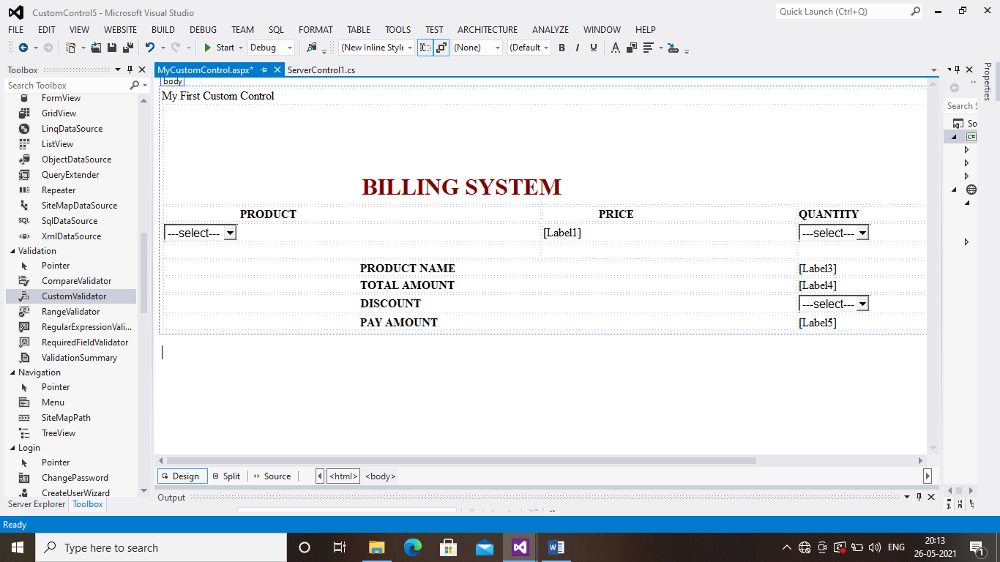 CustomControl5 - Microsoft Visual Studio
Quick Launch (Ctrl+Q)
FILE EDIT VIEW WEBSITE BUILD DEBUG TEAM SQL FORMAT TABLE TOOLS TEST ARCHITECTURE ANALYZE WINDOW HELP
Start Debug (New Inline Style (None) (Default B I U A
Toolbox
Search Toolbox
FormView
GridView
LinqDataSource
ListView
ObjectDataSource
QueryExtender
Repeater
SiteMapDataSource
SQL SqlDataSource
XmlDataSource
Validation
Pointer
CompareValidator
CustomValidator
RangeValidator
RegularExpressionVali...
RequiredFieldValidator
ValidationSummary
Navigation
Pointer
Menu
SiteMapPath
TreeView
Login
Pointer
ChangePassword
CreateUserWizard
Server Explorer Toolbox
MyCustomControl.aspx* ServerControl1.cs
body
My First Custom Control
BILLING SYSTEM
PRODUCT PRICE QUANTITY
---select--- [Label1] ---select---
PRODUCT NAME [Label3]
TOTAL AMOUNT [Label4]
DISCOUNT ---select---
PAY AMOUNT [Label5]
Design Split Source <html> <body>
Output
Search S
So
C#
Properties
Ready
Type here to search
W
ENG
20:13
26-05-2021
1